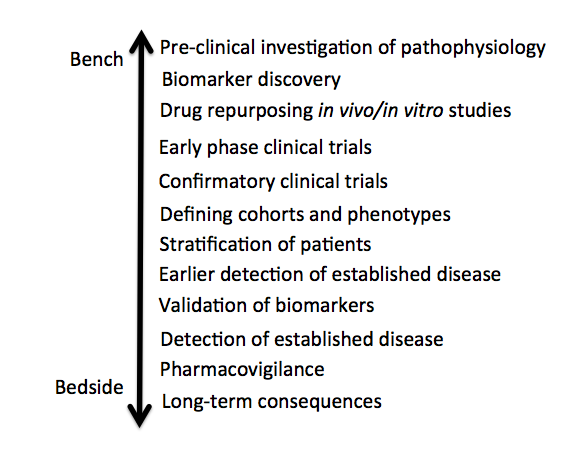 Bench
Pre-clinical investigation of pathophysiology
Biomarker discovery
Drug repurposing in vivo/in vitro studies
Early phase clinical trials
Confirmatory clinical trials
Defining cohorts and phenotypes
Stratification of patients
Earlier detection of established disease
Validation of biomarkers
Detection of established disease
Pharmacovigilance
Bedside
Long-term consequences